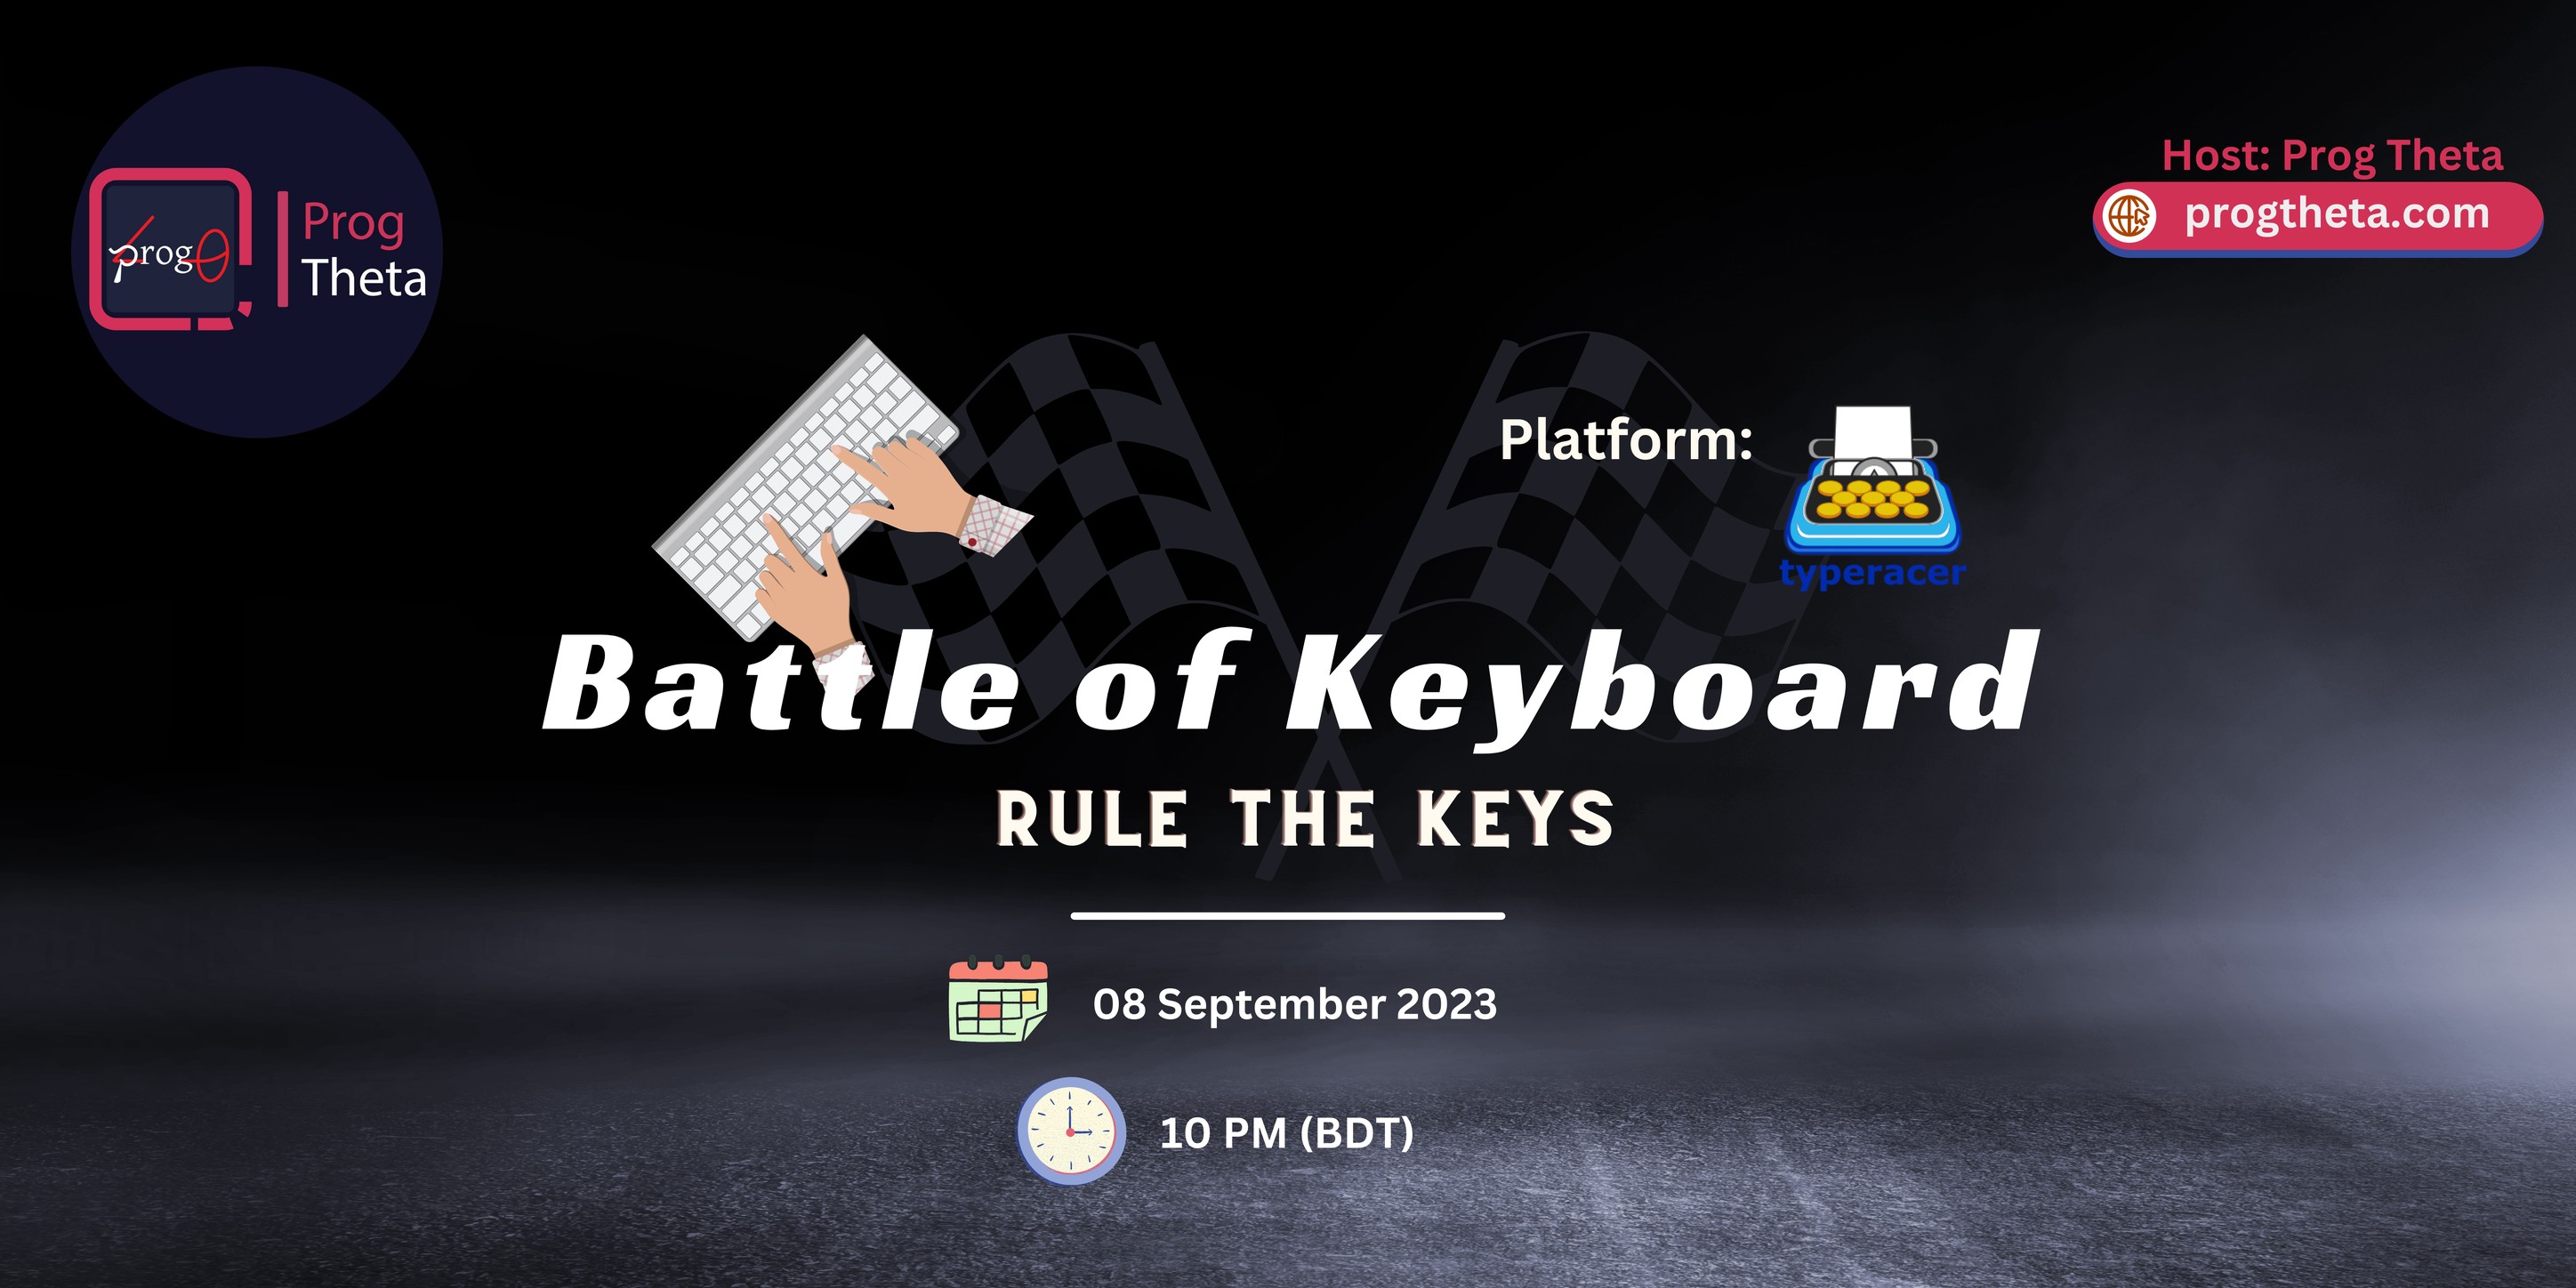 prog θ
Prog
Theta
Host: Prog Theta
progtheta.com
Platform:
typeracer
Battle of Keyboard
RULE THE KEYS
08 September 2023
10 PM (BDT)